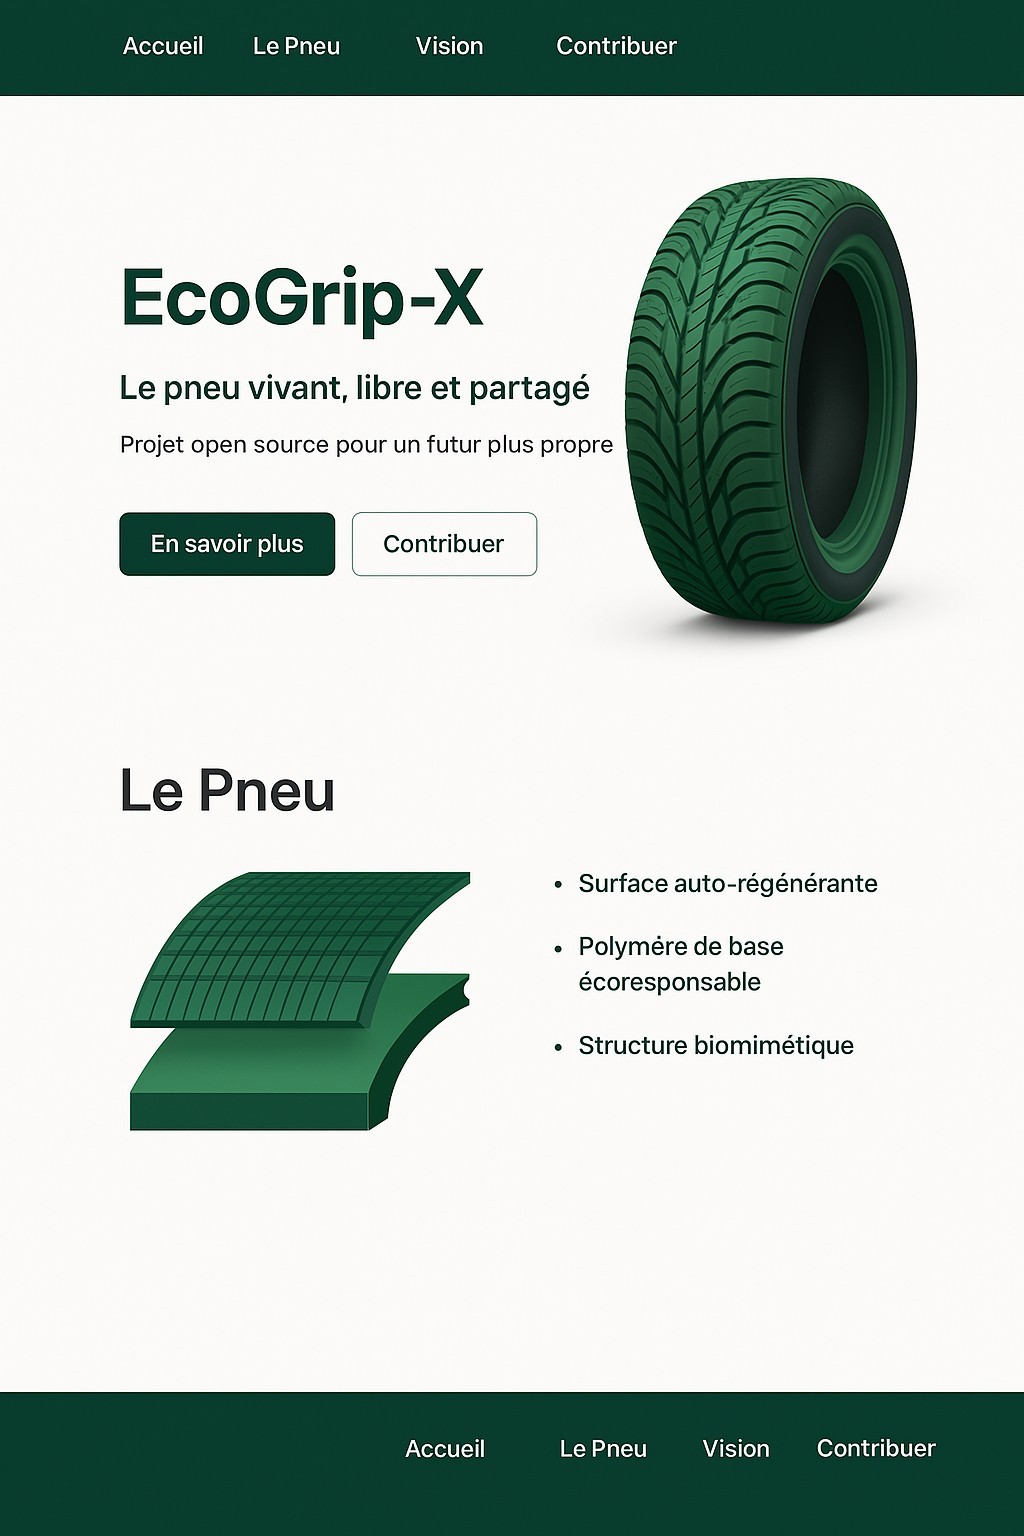 Accueil Le Pneu Vision Contribuer
EcoGrip-X
Le pneu vivant, libre et partagé
Projet open source pour un futur plus propre
En savoir plus Contribuer
Le Pneu
• Surface auto-régénérante
• Polymėre de base
écoresponsable
• Structure biomimétique
Accueil Le Pneu Vision Contribuer